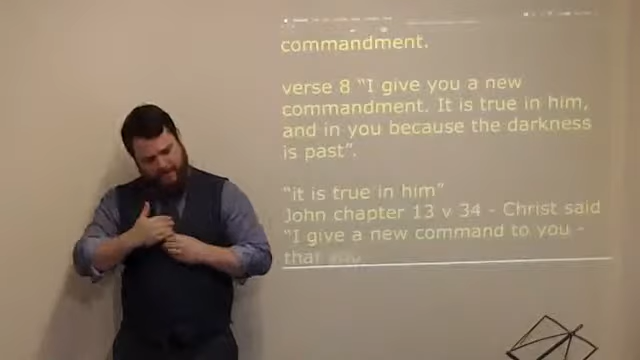 commandment.
verse 8 “I give you a new
commandment. It is true in him,
and in you because the darkness
is past”.
“it is true in him”
John chapter 13 v 34 - Christ said
“I give a new command to you -
that you